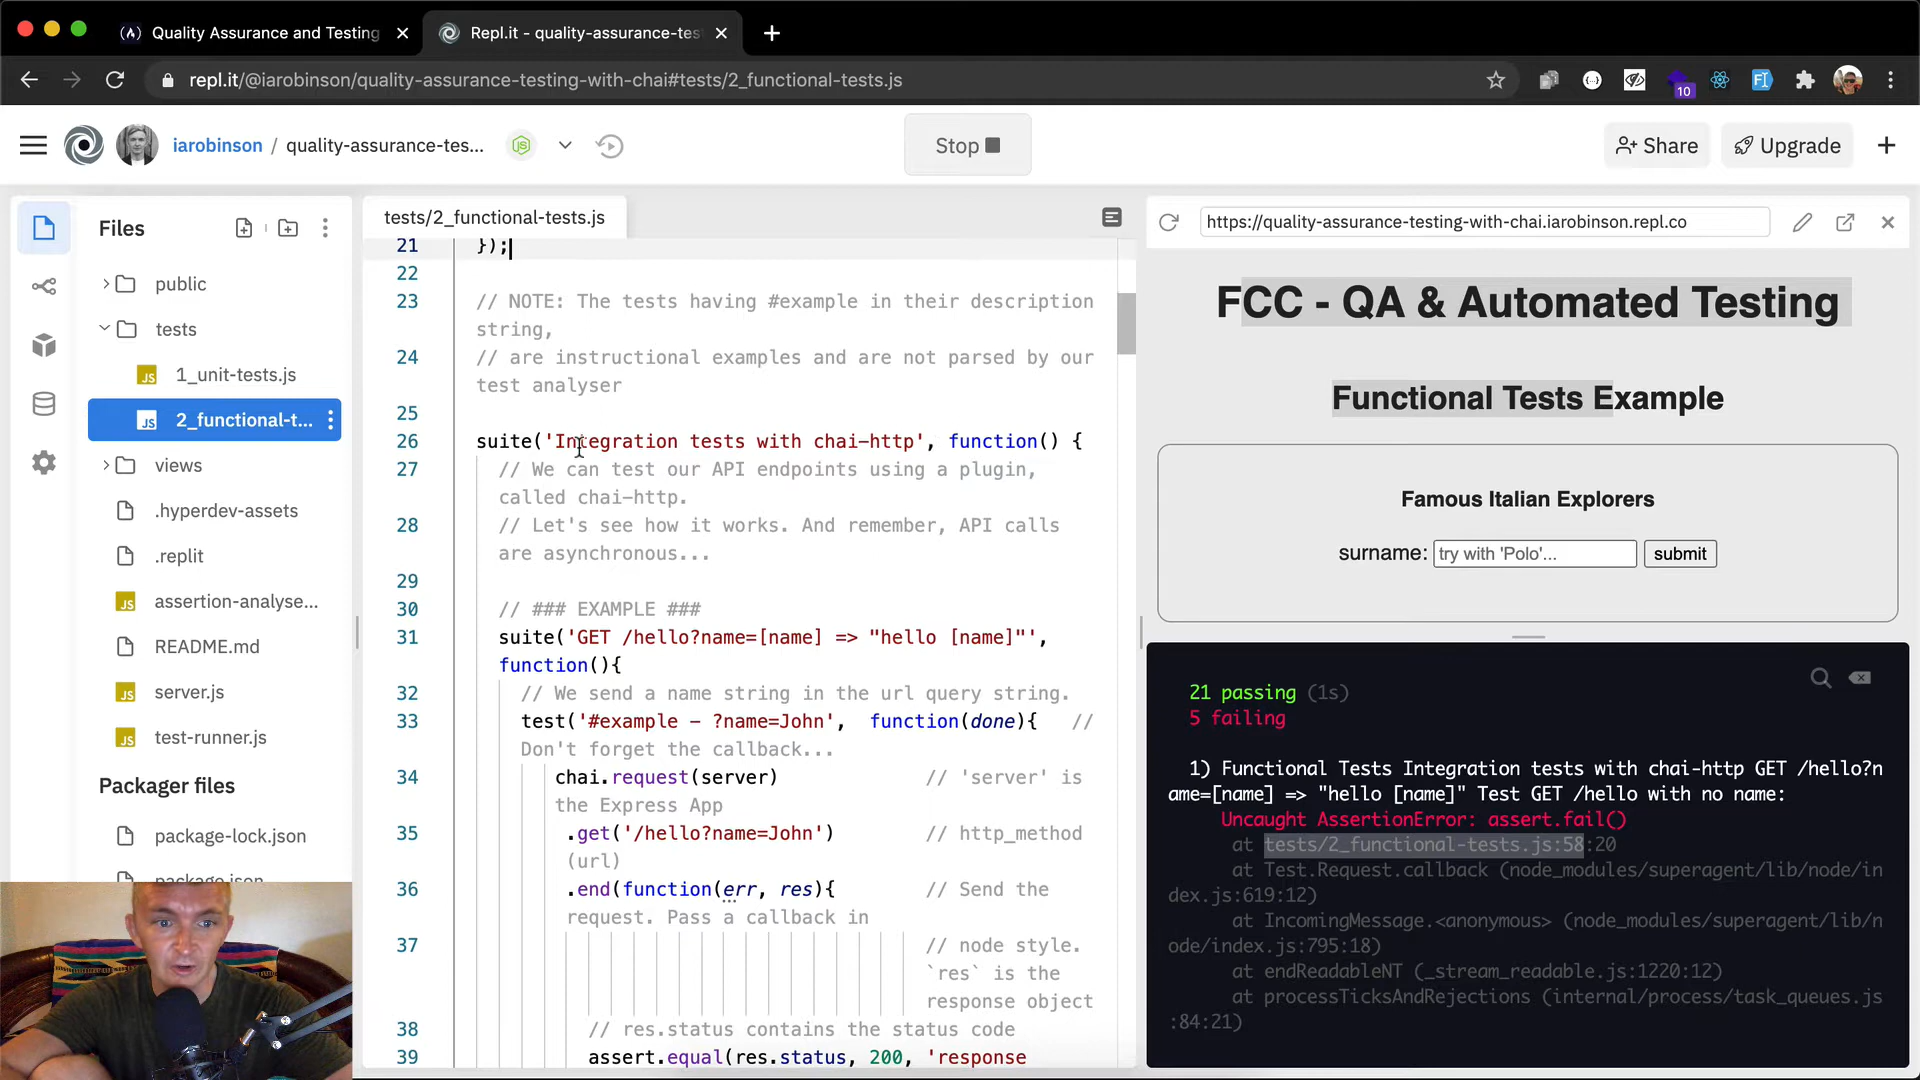 Quality Assurance and Testing
Repl.it - quality-assurance-tes
repl.it/@iarobinson/quality-assurance-testing-with-chai#tests/2_functional-tests.js
10
iarobinson / quality-assurance-tes...
Stop
Share
Upgrade
Files
public
tests
1_unit-tests.js
2_functional-t...
views
.hyperdev-assets
.replit
assertion-analyse...
README.md
server.js
test-runner.js
Packager files
package-lock.json
package.json
tests/2_functional-tests.js
21 });
22
23 // NOTE: The tests having #example in their description
string,
24 // are instructional examples and are not parsed by our
test analyser
25
26 suite('Integration tests with chai-http', function() {
27 // We can test our API endpoints using a plugin,
called chai-http.
28 // Let's see how it works. And remember, API calls
are asynchronous...
29
30 // ### EXAMPLE ###
31 suite('GET /hello?name=[name] => "hello [name]"',
function(){
32 // We send a name string in the url query string.
33 test('#example - ?name=John', function(done){ //
Don't forget the callback...
34 chai.request(server) // 'server' is
the Express App
35 .get('/hello?name=John') // http_method
(url)
36 .end(function(err, res){ // Send the
request. Pass a callback in
37 // node style.
`res` is the
response object
38 // res.status contains the status code
39 assert.equal(res.status, 200, 'response
https://quality-assurance-testing-with-chai.iarobinson.repl.co
FCC - QA & Automated Testing
Functional Tests Example
Famous Italian Explorers
surname: try with 'Polo'... submit
21 passing (1s)
5 failing
1) Functional Tests Integration tests with chai-http GET /hello?n
ame=[name] => "hello [name]" Test GET /hello with no name:
Uncaught AssertionError: assert.fail()
at tests/2_functional-tests.js:58:20
at Test.Request.callback (node_modules/superagent/lib/node/in
dex.js:619:12)
at IncomingMessage.<anonymous> (node_modules/superagent/lib/n
ode/index.js:795:18)
at endReadableNT (_stream_readable.js:1220:12)
at processTicksAndRejections (internal/process/task_queues.js
:84:21)